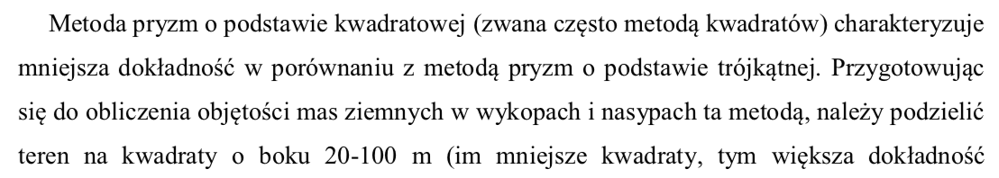 Metoda pryzm o podstawie kwadratowej (zwana często metodą kwadratów) charakteryzuje
mniejsza dokładność w porównaniu z metodą pryzm o podstawie trójkątnej. Przygotowując
się do obliczenia objętości mas ziemnych w wykopach i nasypach ta metodą, należy podzielić
teren na kwadraty o boku 20-100 m (im mniejsze kwadraty, tym większa dokładność